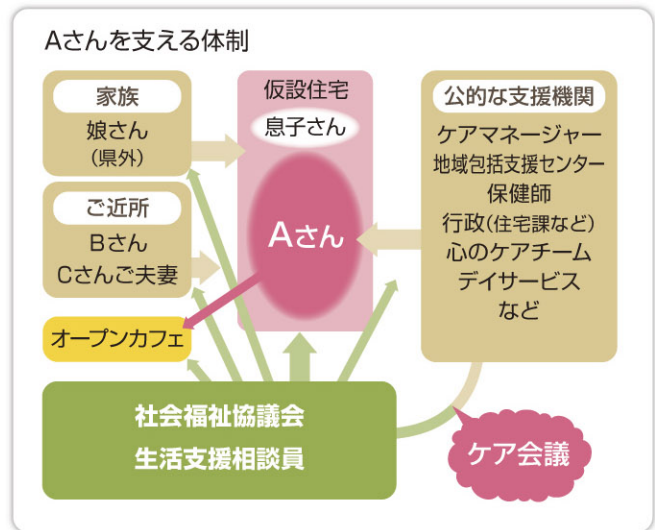 Aさんを支える体制
家族
娘さん
(県外)
ご近所
Bさん
Cさんご夫妻
オープンカフェ
仮設住宅
息子さん
Aさん
公的な支援機関
ケアマネージャー
地域包括支援センター
保健師
行政(住宅課など)
心のケアチーム
デイサービス
など
社会福祉協議会
生活支援相談員
ケア会議